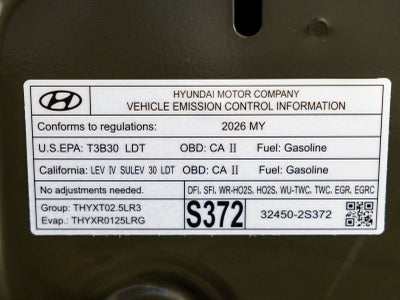 HYUNDAI MOTOR COMPANY
VEHICLE EMISSION CONTROL INFORMATION
Conforms to regulations: 2026 MY
U.S.EPA: T3B30 LDT OBD: CA II Fuel: Gasoline
California: LEV IV SULEV 30 LDT OBD: CA II Fuel: Gasoline
No adjustments needed. DFI, SFI, WR-HO2S, HO2S, WU-TWC, TWC, EGR, EGRC
Group: THYXT02.5LR3
Evap.: THYXR0125LRG
S372
32450-2S372